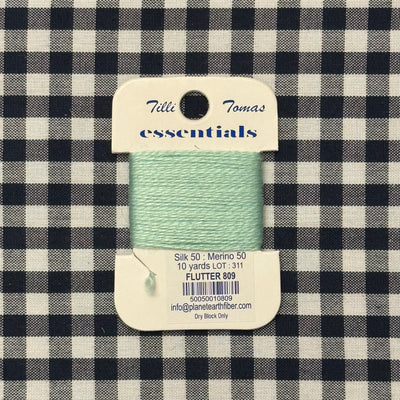 Tilli Tomas
essentials
Silk 50 : Merino 50
10 yards LOT : 311
FLUTTER 809
50050010809
info@planetearthfiber.com
Dry Block Only